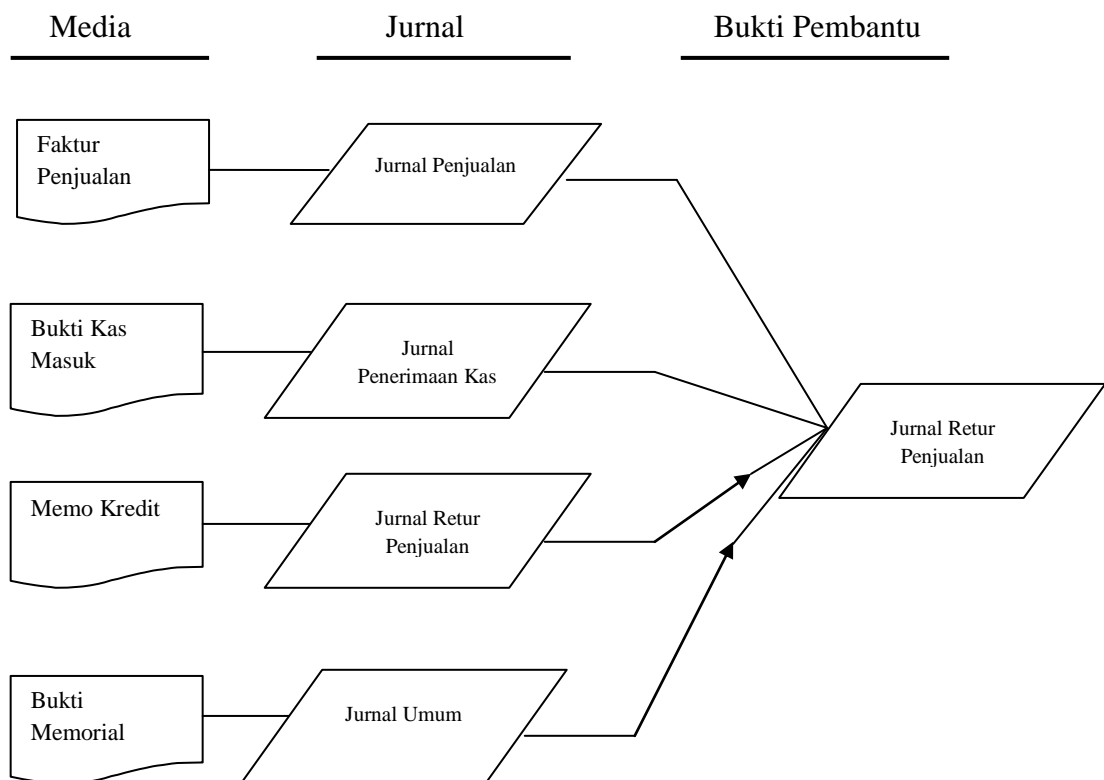 Media
Jurnal
Bukti Pembantu
Faktur
Penjualan
Jurnal Penjualan
Bukti Kas
Masuk
Jurnal
Penerimaan Kas
Jurnal Retur
Penjualan
Memo Kredit
Jurnal Retur
Penjualan
Bukti
Memorial
Jurnal Umum